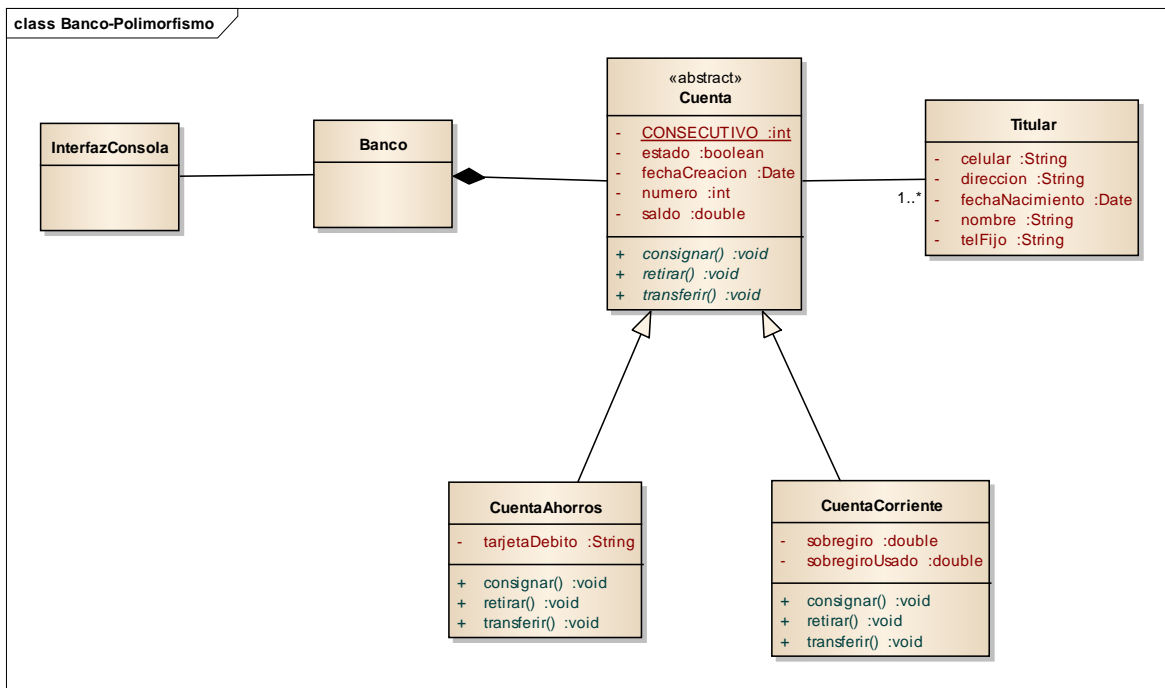 class Banco-Polimorfismo
InterfazConsola
Banco
«abstract»
Cuenta
- CONSECUTIVO :int
- estado :boolean
- fechaCreacion :Date
- numero :int
- saldo :double
+ consignar() :void
+ retirar() :void
+ transferir() :void
1..*
Titular
- celular :String
- direccion :String
- fechaNacimiento :Date
- nombre :String
- telFijo :String
CuentaAhorros
- tarjetaDebito :String
+ consignar() :void
+ retirar() :void
+ transferir() :void
CuentaCorriente
- sobregiro :double
- sobregiroUsado :double
+ consignar() :void
+ retirar() :void
+ transferir() :void